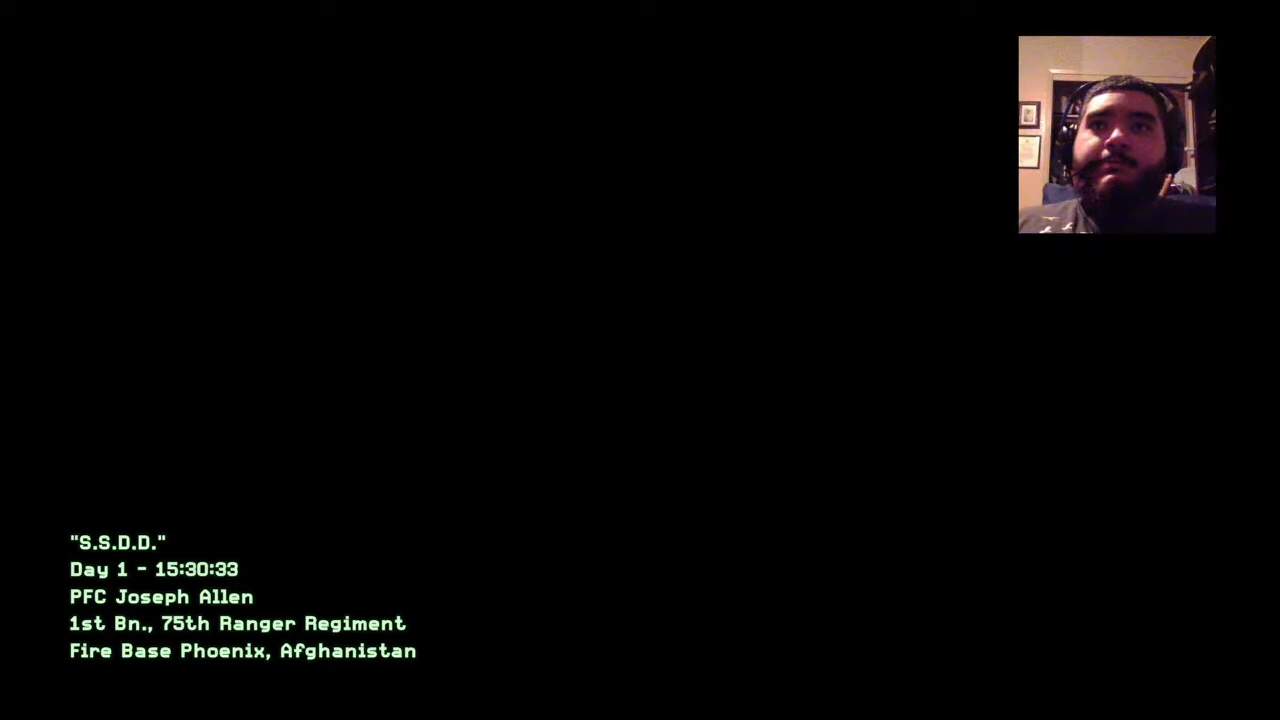 "S.S.D.D."
Day 1 - 15:30:33
PFC Joseph Allen
1st Bn., 75th Ranger Regiment
Fire Base Phoenix, Afghanistan